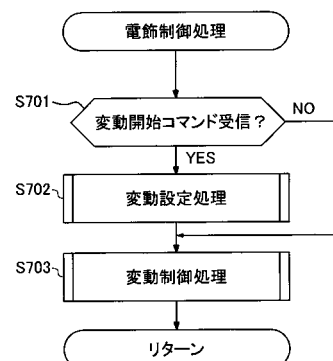 電飾制御処理
S701
変動開始コマンド受信？
NO
YES
S702
変動設定処理
S703
変動制御処理
リターン